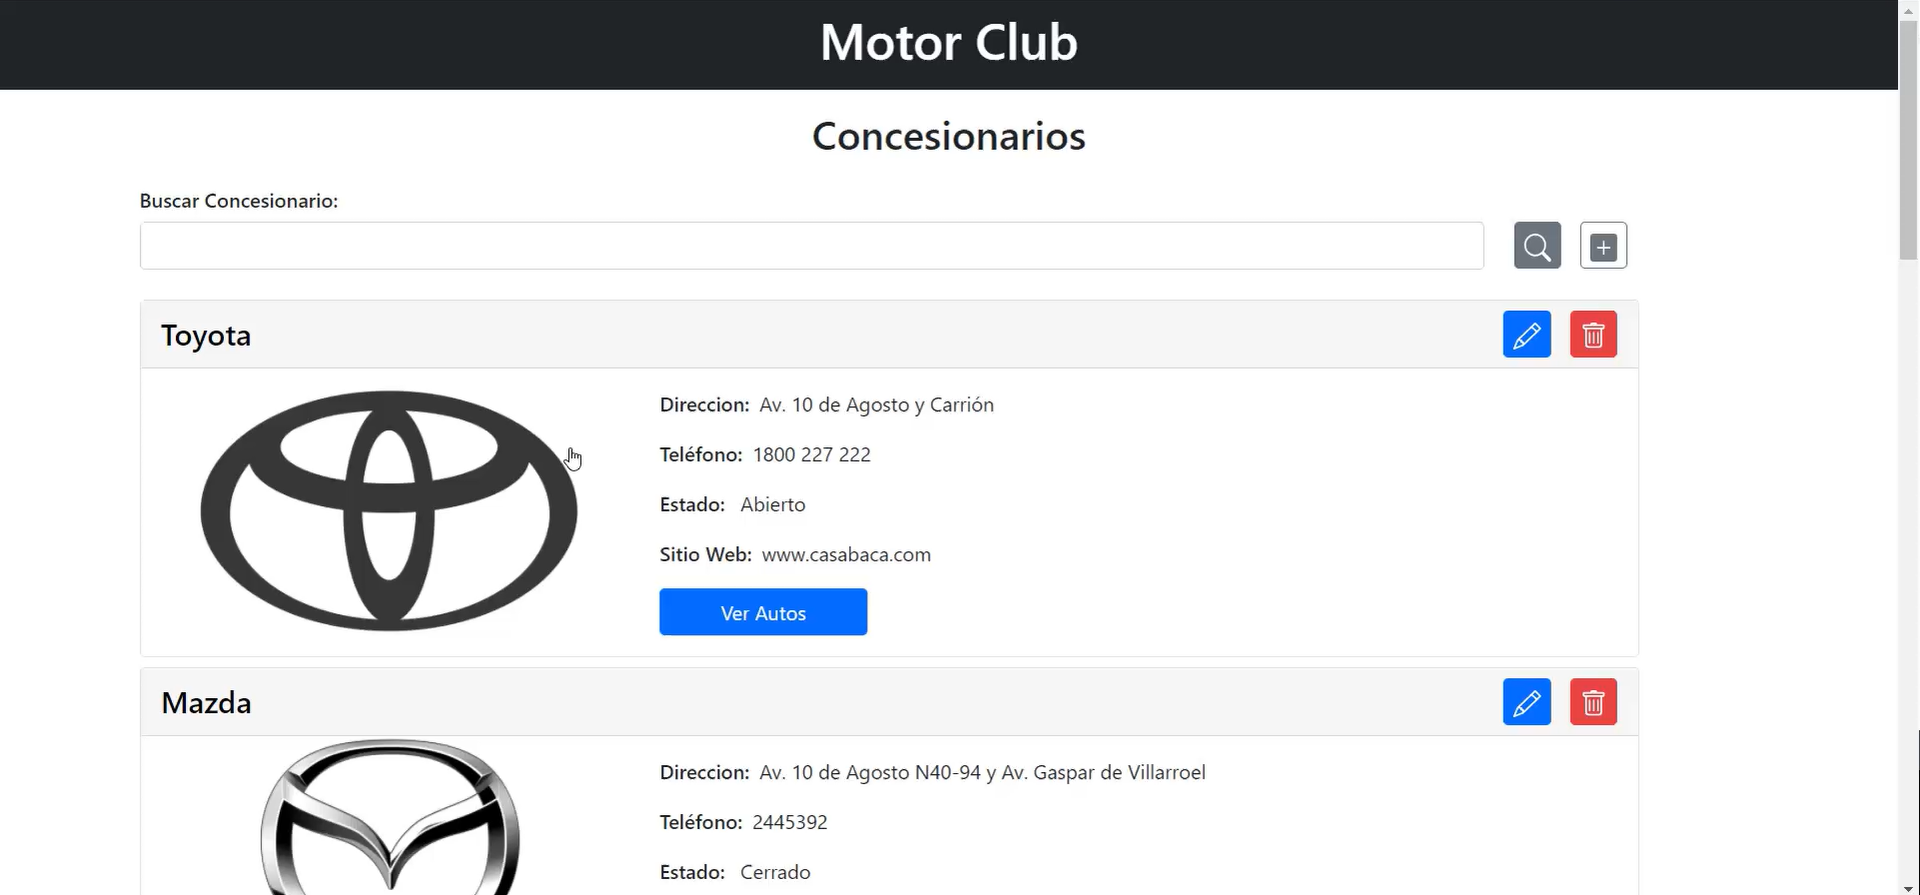 Motor Club
Concesionarios
Buscar Concesionario:
Toyota
Direccion: Av. 10 de Agosto y Carrión
Teléfono: 1800 227 222
Estado: Abierto
Sitio Web: www.casabaca.com
Ver Autos
Mazda
Direccion: Av. 10 de Agosto N40-94 y Av. Gaspar de Villarroel
Teléfono: 2445392
Estado: Cerrado